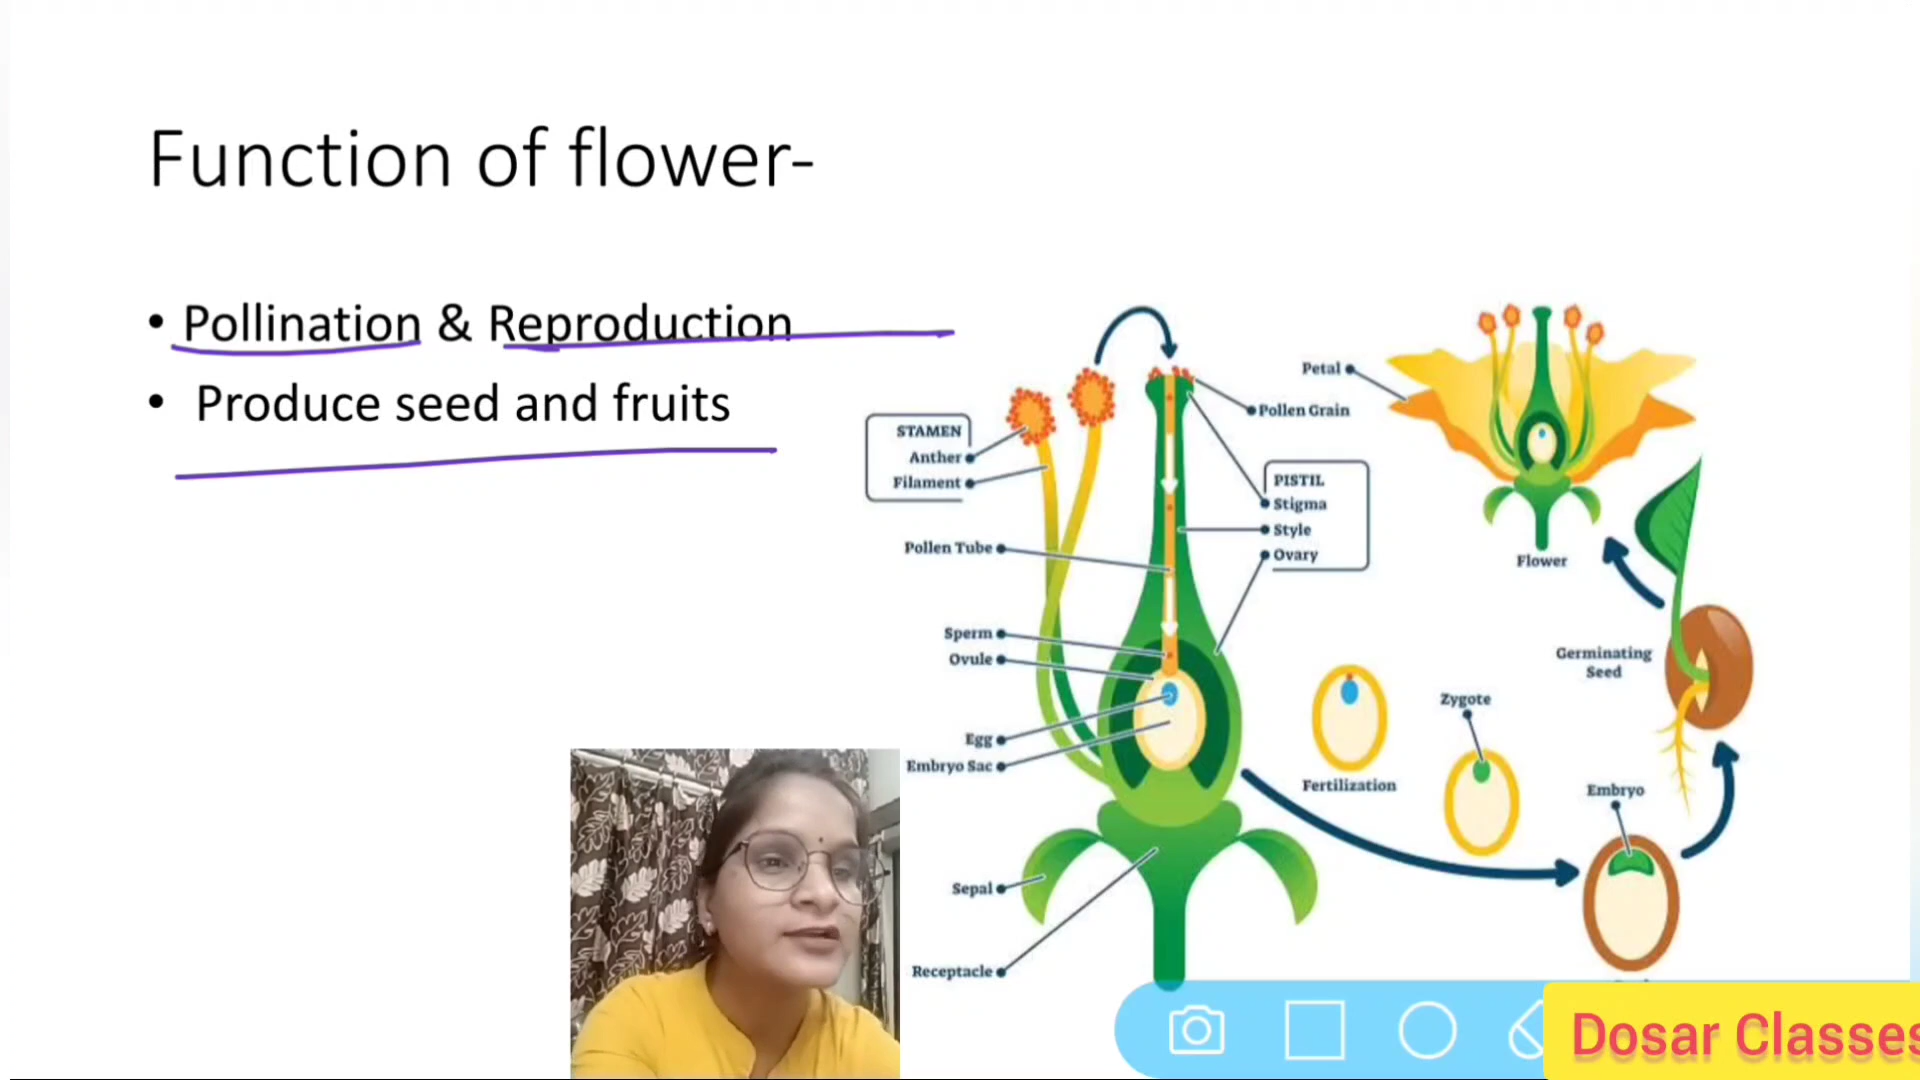 Function of flower-
• Pollination & Reproduction
• Produce seed and fruits
STAMEN
Anther
Filament
Pollen Tube
Sperm
Ovule
Egg
Embryo Sac
Sepal
Receptacle
Pollen Grain
PISTIL
Stigma
Style
Ovary
Petal
Flower
Germinating
Seed
Fertilization
Zygote
Embryo
Dosar Classes